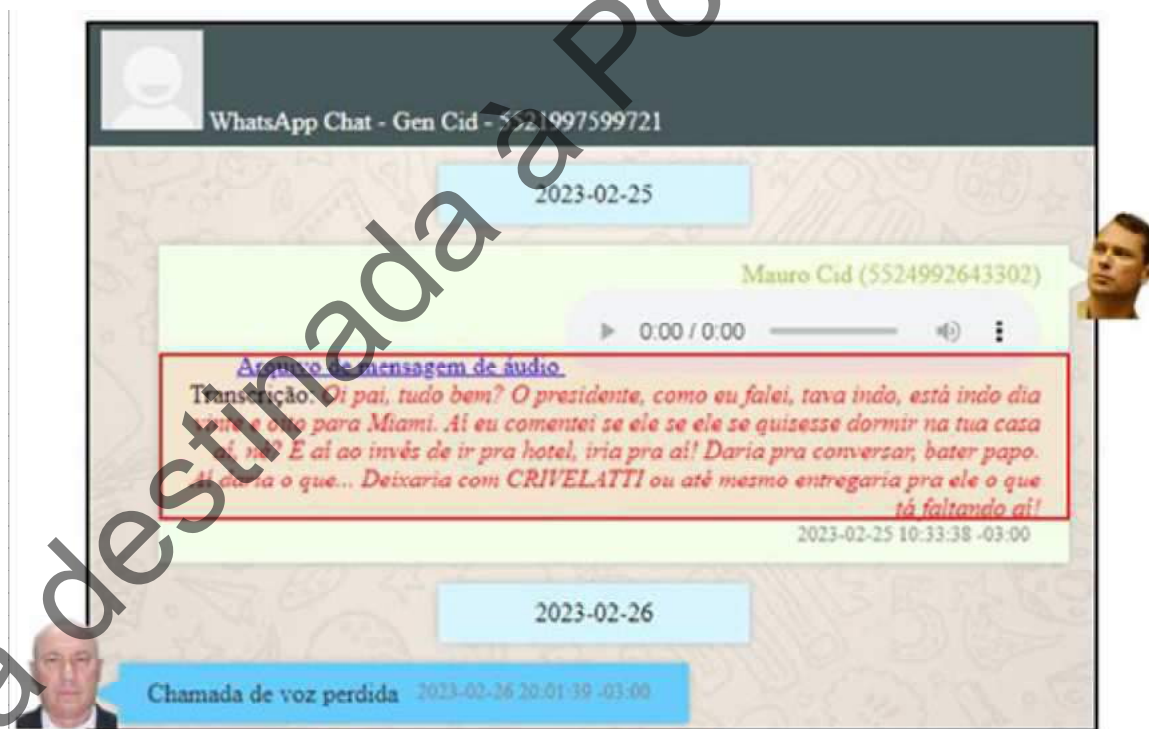 WhatsApp Chat - Gen Cid - 5521997599721
2023-02-25
Mauro Cid (5524992643302)
0:00 / 0:00
Arquivo de mensagem de áudio
Transcrição: Oi pai, tudo bem? O presidente, como eu falei, tava indo, está indo dia
vinte e oito para Miami. Aí eu comentei se ele se ele se quisesse dormir na tua casa
aí, né? E aí ao invés de ir pra hotel, iria pra aí! Daria pra conversar, bater papo.
Aí daria o que... Deixaria com CRIVELATTI ou até mesmo entregaria pra ele o que
tá faltando aí!
2023-02-25 10:33:38 -03:00
2023-02-26
Chamada de voz perdida 2023-02-26 20:01:39 -03:00
a destinada à Po